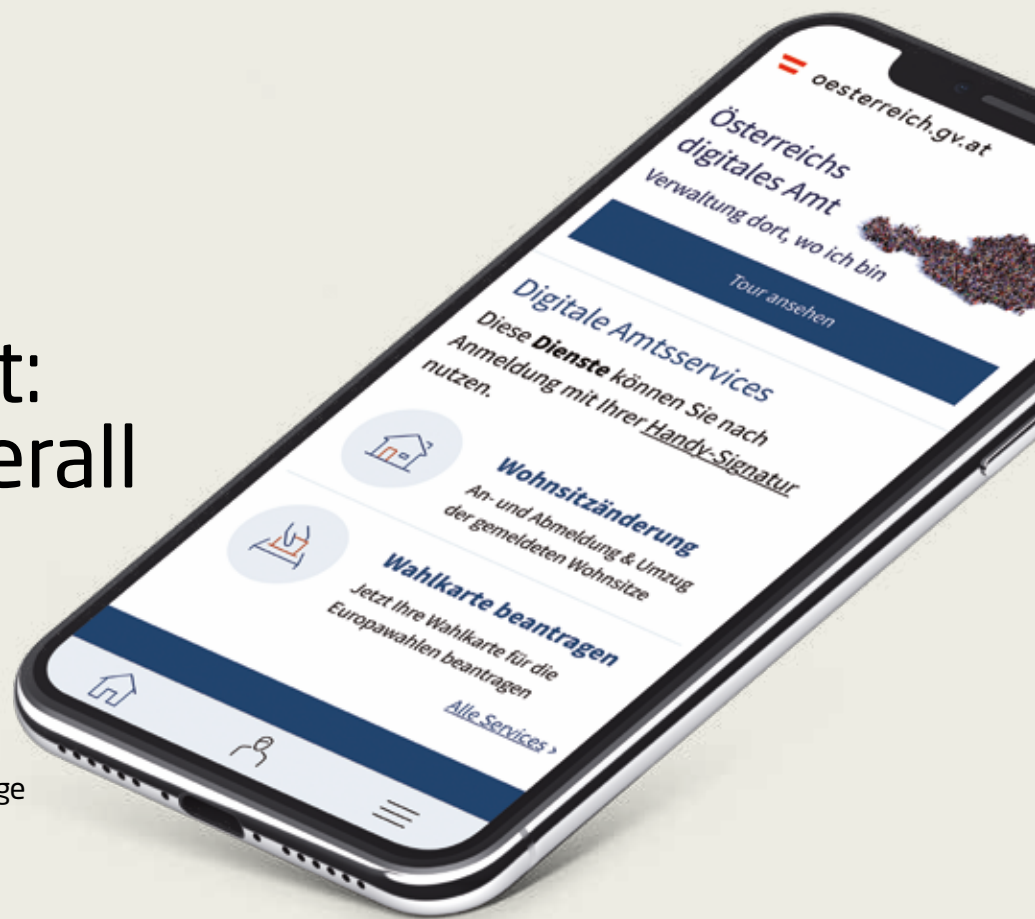 t:
erall
ge
oesterreich.gv.at
Österreichs
digitales Amt
Verwaltung dort, wo ich bin
Tour ansehen
Digitale Amtsservices
Diese Dienste können Sie nach
Anmeldung mit Ihrer Handy-Signatur
nutzen.
Wohnsitzänderung
An- und Abmeldung & Umzug
der gemeldeten Wohnsitze
Wahlkarte beantragen
Jetzt Ihre Wahlkarte für die
Europawahlen beantragen
Alle Services ›